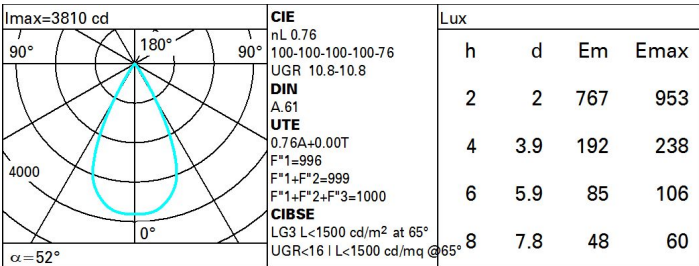 Imax=3810 cd
90°
180°
90°
4000
0°
α=52°
CIE
nL 0.76
100-100-100-100-76
UGR 10.8-10.8
DIN
A.61
UTE
0.76A+0.00T
F"1=996
F"1+F"2=999
F"1+F"2+F"3=1000
CIBSE
LG3 L<1500 cd/m² at 65°
UGR<16 | L<1500 cd/mq @65°
Lux
h d Em Emax
2 2 767 953
4 3.9 192 238
6 5.9 85 106
8 7.8 48 60